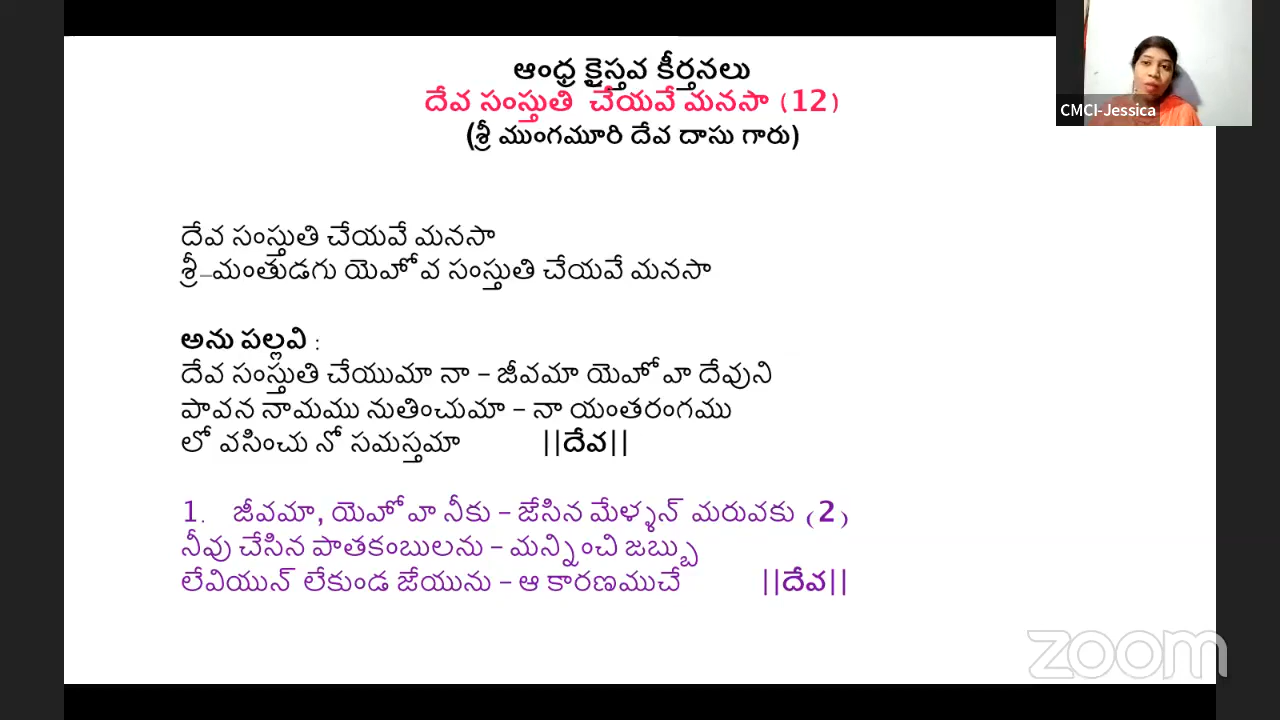 ఆంధ్ర క్రైస్తవ కీర్తనలు
దేవ సంస్తుతి చేయవే మనసా (12)
(శ్రీ ముంగమూరి దేవ దాసు గారు)
CMCI-Jessica
దేవ సంస్తుతి చేయవే మనసా
శ్రీ-మంతుడగు యెహోవ సంస్తుతి చేయవే మనసా
అను పల్లవి :
దేవ సంస్తుతి చేయుమా నా - జీవమా యెహోవా దేవుని
పావన నామము నుతించుమా - నా యంతరంగము
లో వసించు నో సమస్తమా ||దేవ||
1. జీవమా, యెహోవా నీకు - జేసిన మేళ్ళన్ మరువకు (2)
నీవు చేసిన పాతకంబులను - మన్నించి జబ్బు
లేవియున్ లేకుండ జేయును - ఆ కారణముచే ||దేవ||
zoom